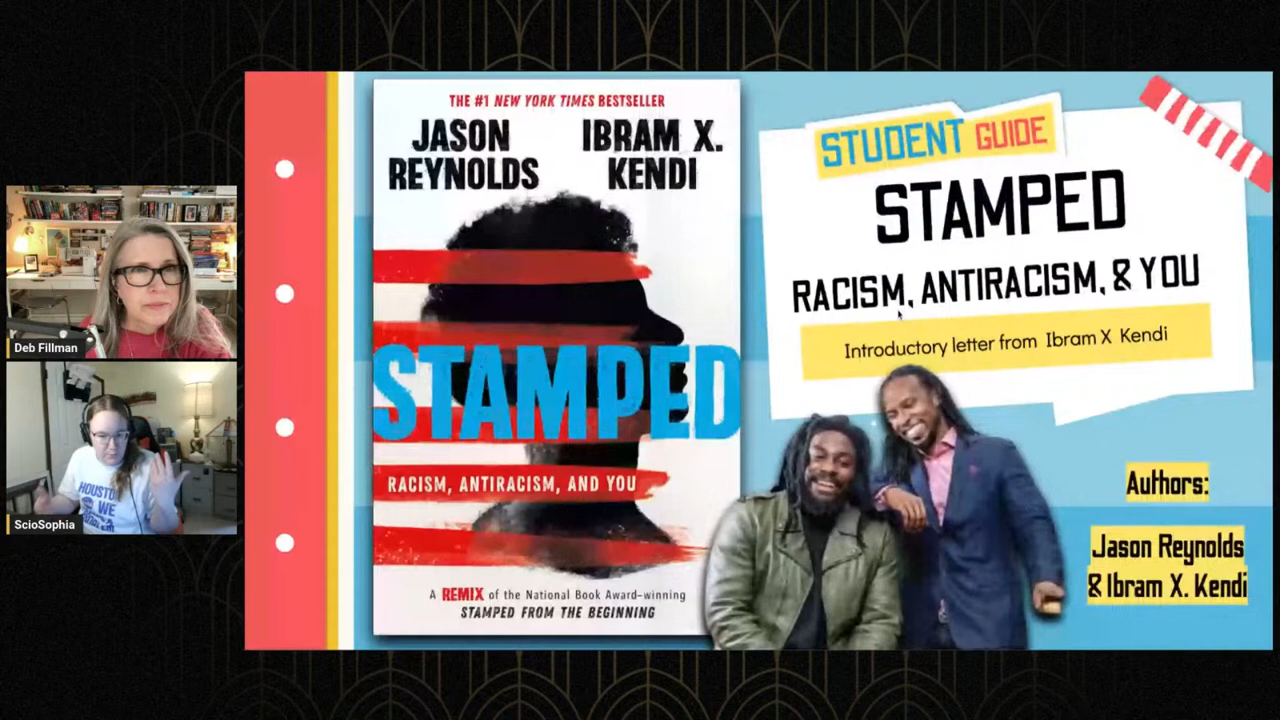 THE #1 NEW YORK TIMES BESTSELLER
JASON
REYNOLDS
IBRAM X.
KENDI
STAMPED
RACISM, ANTIRACISM, AND YOU
A REMIX of the National Book Award–winning
STAMPED FROM THE BEGINNING
STUDENT GUIDE
STAMPED
RACISM, ANTIRACISM, & YOU
Introductory letter from Ibram X Kendi
Authors:
Jason Reynolds
& Ibram X. Kendi
Deb Fillman
HOUSTON
WE
ScioSophia